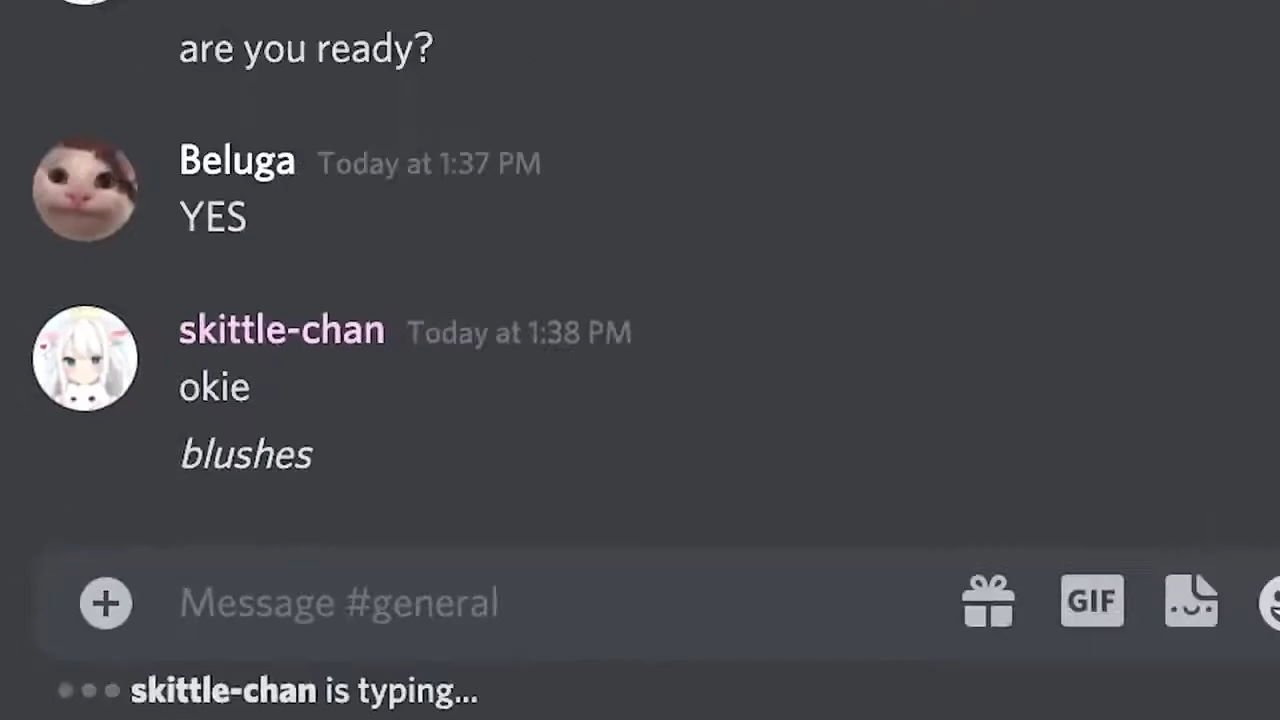 are you ready?
Beluga Today at 1:37 PM
YES
skittle-chan Today at 1:38 PM
okie
blushes
Message #general
GIF
skittle-chan is typing...